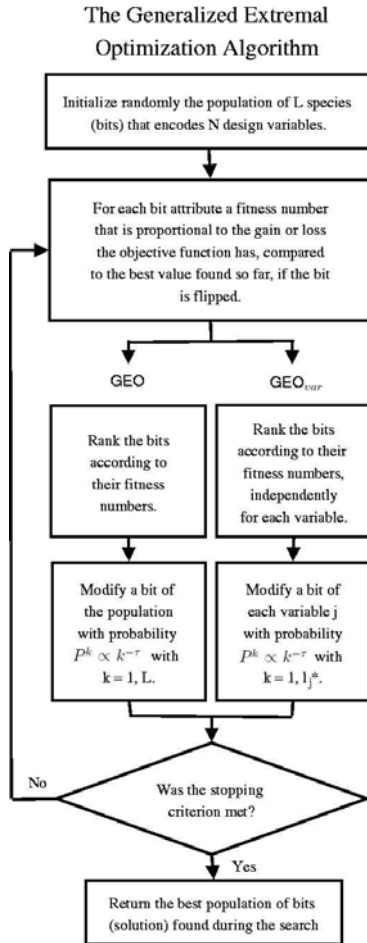 The Generalized Extremal
Optimization Algorithm
Initialize randomly the population of L species
(bits) that encodes N design variables.
For each bit attribute a fitness number
that is proportional to the gain or loss
the objective function has, compared
to the best value found so far, if the bit
is flipped.
GEO
GEO_{var}
Rank the bits
according to
their fitness
numbers.
Rank the bits
according to their
fitness numbers,
independently
for each variable.
Modify a bit of
the population
with probability
P^k ∝ k^{-τ} with
k = 1, L.
Modify a bit of
each variable j
with probability
P^k ∝ k^{-τ} with
k = 1, l_j*.
No
Was the stopping
criterion met?
Yes
Return the best population of bits
(solution) found during the search